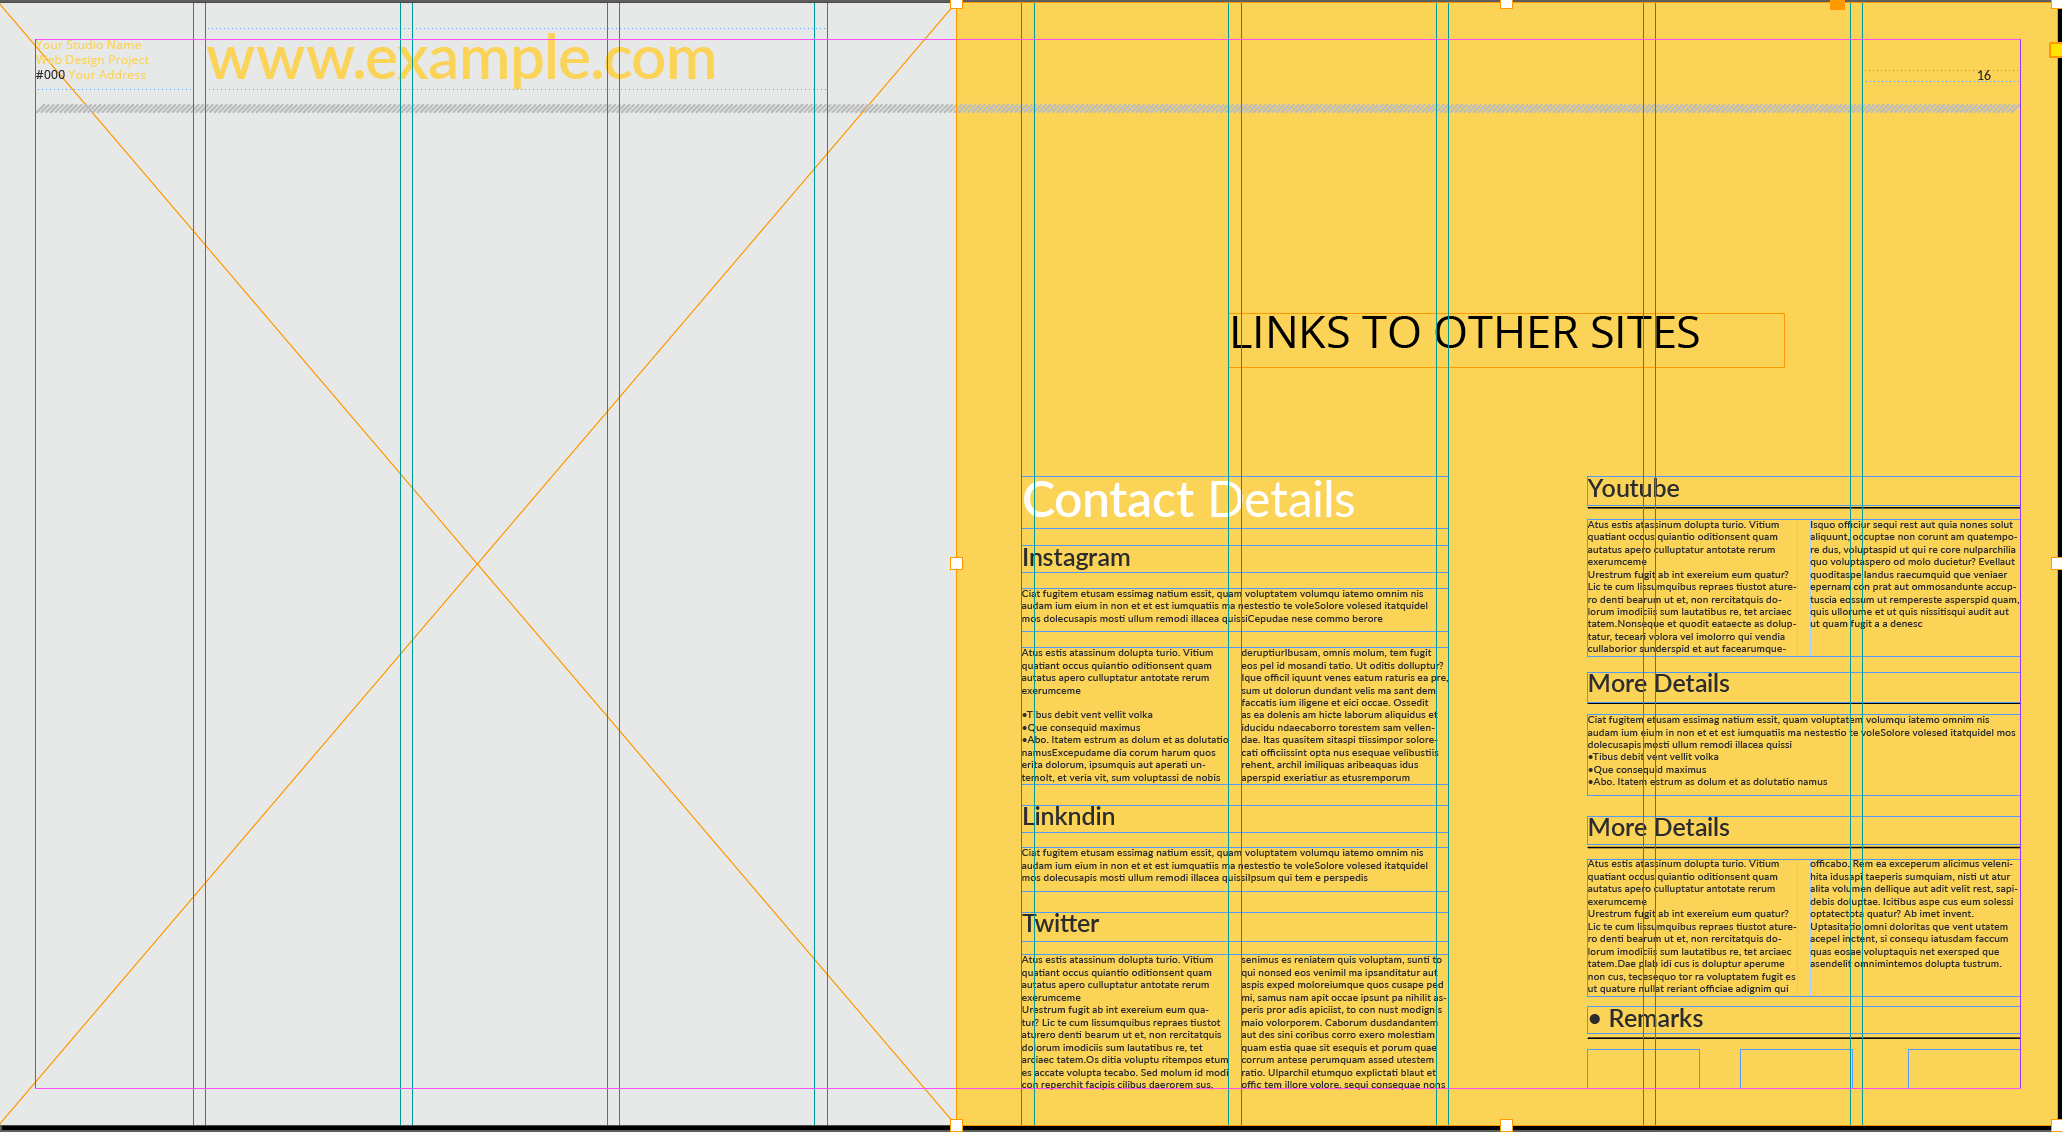 Your Studio Name
Web Design Project
#000 Your Address
www.example.com
16
LINKS TO OTHER SITES
Contact Details
Instagram
Ciat fugitem etusam essimag natium essit, quam voluptatem volumqu iatemo omnim nis
audam ium eium in non et et est iumquatiis ma nestestio te voleSolore volesed itatquidel
mos dolecusapis mosti ullum remodi illacea quissiCepudae nese commo berore
Atus estis atassinum dolupta turio. Vitium
quatiant occus quiantio oditionsent quam
autatus apero culluptatur antotate rerum
exerumceme
•Tibus debit vent vellit volka
•Que consequid maximus
•Abo. Itatem estrum as dolum et as dolutatio
namusExcepudame dia corum harum quos
erita dolorum, ipsumquis aut aperati un-
temolt, et veria vit, sum voluptassi de nobis
deruptiurIbusam, omnis molum, tem fugit
eos pel id mosandi tatio. Ut oditis dolluptur?
Ique officil iquunt venes eatum raturis ea pre,
sum ut dolorun dundant velis ma sant dem
faccatis ium iligene et eici occae. Ossedit
as ea dolenis am hicte laborum aliquidus et
iducidu ndaecaborro torestem sam vellen-
dae. Itas quasitem sitaspi tiissimpor solore-
cati officiissint opta nus esequae velibustiis
rehent, archil imiliquas aribeaquas idus
aperspid exeriatiur as etusremporum
Linkndin
Ciat fugitem etusam essimag natium essit, quam voluptatem volumqu iatemo omnim nis
audam ium eium in non et et est iumquatiis ma nestestio te voleSolore volesed itatquidel
mos dolecusapis mosti ullum remodi illacea quissiIpsum qui tem e perspedis
Twitter
Atus estis atassinum dolupta turio. Vitium
quatiant occus quiantio oditionsent quam
autatus apero culluptatur antotate rerum
exerumceme
Urestrum fugit ab int exereium eum qua-
tur? Lic te cum lissumquibus repraes tiustot
aturero denti bearum ut et, non rercitatquis
dolorum imodiciis sum lautatibus re, tet
arciaec tatem.Os ditia voluptu ritempos etum
es accate volupta tecabo. Sed molum id modi
con reperchit facipis cilibus daerorem sus,
senimus es reniatem quis voluptam, sunti to
qui nonsed eos venimil ma ipsanditatur aut
aspis exped moloreiumque quos cusape ped
mi, samus nam apit occae ipsunt pa nihilit as-
peris pror adis apiciist, to con nust modignis
maio volorporem. Caborum dusdandantem
aut des sini coribus corro exero molestiam
quam estia quae sit esequis et porum quae
corrum antese perumquam assed utestem
ratio. Ulparchil etumquo explictati blaut et
offic tem illore volore, sequi consequae nons
Youtube
Atus estis atassinum dolupta turio. Vitium
quatiant occus quiantio oditionsent quam
autatus apero culluptatur antotate rerum
exerumceme
Urestrum fugit ab int exereium eum quatur?
Lic te cum lissumquibus repraes tiustot ature-
ro denti bearum ut et, non rercitatquis do-
lorum imodiciis sum lautatibus re, tet arciaec
tatem.Nonseque et quodit eataecte as dolup-
tatur, teceari volora vel imolorro qui vendia
cullaborior sunderspid et aut facearumque-
Isquo officiur sequi rest aut quia nones solut
aliquunt, occuptae non corunt am quatempo-
re dus, voluptaspid ut qui re core nulparchilia
quo voluptaspero od molo ducietur? Evellaut
quoditaspe landus raecumquid que veniaer
epernam con prat aut ommosandunte accup-
tuscia eossum ut rempereste asperspid quam,
quis ullorume et ut quis nissitisqui audit aut
ut quam fugit a a denesc
More Details
Ciat fugitem etusam essimag natium essit, quam voluptatem volumqu iatemo omnim nis
audam ium eium in non et et est iumquatiis ma nestestio te voleSolore volesed itatquidel mos
dolecusapis mosti ullum remodi illacea quissi
•Tibus debit vent vellit volka
•Que consequid maximus
•Abo. Itatem estrum as dolum et as dolutatio namus
More Details
Atus estis atassinum dolupta turio. Vitium
quatiant occus quiantio oditionsent quam
autatus apero culluptatur antotate rerum
exerumceme
Urestrum fugit ab int exereium eum quatur?
Lic te cum lissumquibus repraes tiustot ature-
ro denti bearum ut et, non rercitatquis do-
lorum imodiciis sum lautatibus re, tet arciaec
tatem.Dae plab idi cus is doluptur aperume
non cus, tecesequo tor ra voluptatem fugit es
ut quature nullat reriant officiae adignim qui
officabo. Rem ea exceperum alicimus veleni-
hita idusapi taeperis sumquiam, nisti ut atur
alita volumen dellique aut adit velit rest, sapi-
debis doluptae. Icitibus aspe cus eum solessi
optatectota quatur? Ab imet invent.
Uptasitatio omni doloritas que vent utatem
acepel inctent, si consequ iatusdam faccum
quas eosae voluptaquis net exersped que
asendelit omnimintemos dolupta tustrum.
• Remarks